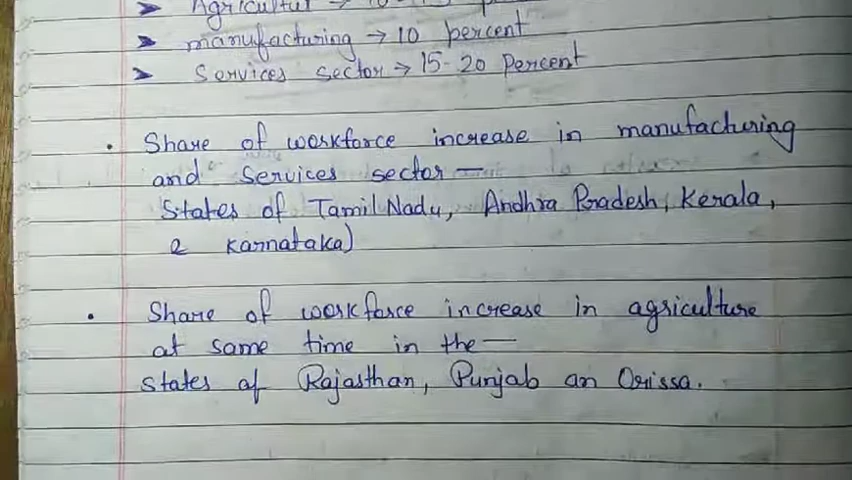 ➤ Agricultur →
➤ manufacturing → 10 percent
➤ Services sector → 15-20 percent
• Share of workforce increase in manufacturing
and services sector —
States of Tamil Nadu, Andhra Pradesh, Kerala,
& Karnataka)
• Share of workforce increase in agriculture
at same time in the —
states of Rajasthan, Punjab an Orissa.